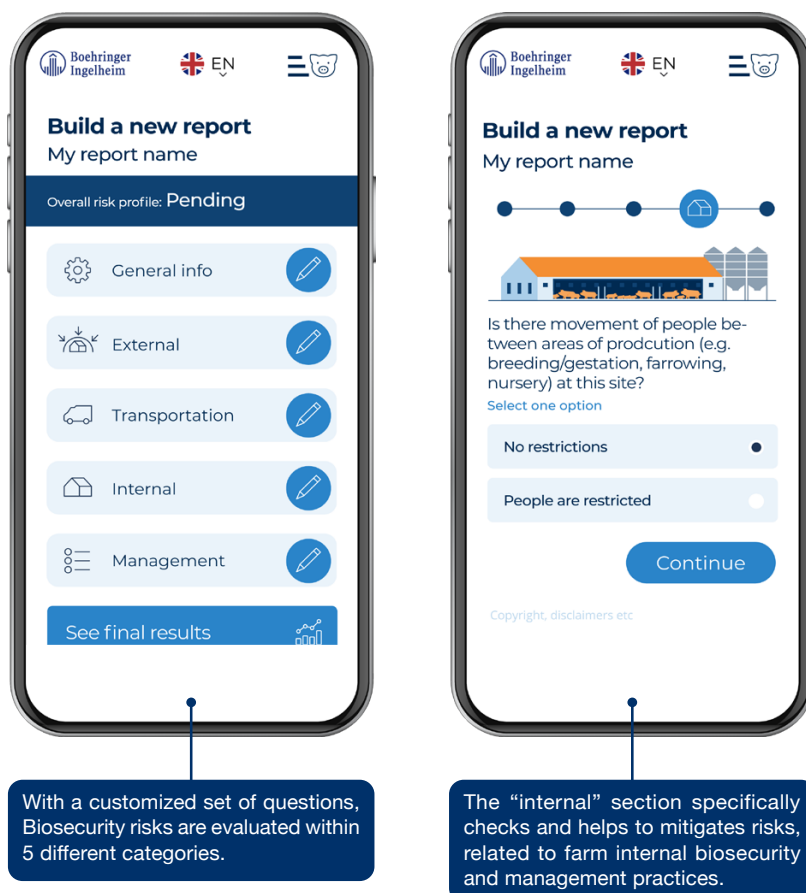 Boehringer
Ingelheim
EN
Build a new report
My report name
Overall risk profile: Pending
General info
External
Transportation
Internal
Management
See final results
With a customized set of questions,
Biosecurity risks are evaluated within
5 different categories.
Boehringer
Ingelheim
EN
Build a new report
My report name
Is there movement of people be-
tween areas of prodcution (e.g.
breeding/gestation, farrowing,
nursery) at this site?
Select one option
No restrictions
People are restricted
Continue
Copyright, disclaimers etc
The “internal” section specifically
checks and helps to mitigates risks,
related to farm internal biosecurity
and management practices.